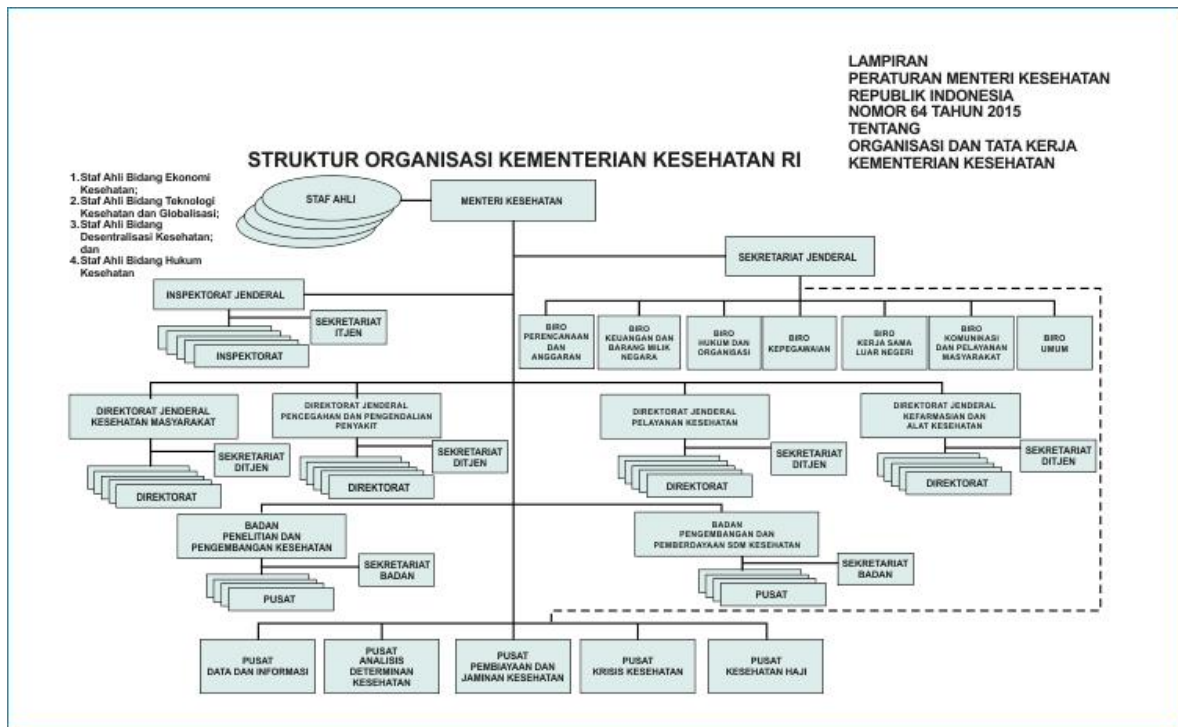 LAMPIRAN
PERATURAN MENTERI KESEHATAN
REPUBLIK INDONESIA
NOMOR 64 TAHUN 2015
TENTANG
ORGANISASI DAN TATA KERJA
KEMENTERIAN KESEHATAN
STRUKTUR ORGANISASI KEMENTERIAN KESEHATAN RI
1.Staf Ahli Bidang Ekonomi
Kesehatan;
2.Staf Ahli Bidang Teknologi
Kesehatan dan Globalisasi;
3.Staf Ahli Bidang
Desentralisasi Kesehatan;
dan
4.Staf Ahli Bidang Hukum
Kesehatan
STAF AHLI
MENTERI KESEHATAN
SEKRETARIAT JENDERAL
INSPEKTORAT JENDERAL
SEKRETARIAT
ITJEN
INSPEKTORAT
BIRO
PERENCANAAN
DAN
ANGGARAN
BIRO
KEUANGAN DAN
BARANG MILIK
NEGARA
BIRO
HUKUM DAN
ORGANISASI
BIRO
KEPEGAWAIAN
BIRO
KERJA SAMA
LUAR NEGERI
BIRO
KOMUNIKASI
DAN PELAYANAN
MASYARAKAT
BIRO
UMUM
DIREKTORAT JENDERAL
KESEHATAN MASYARAKAT
SEKRETARIAT
DITJEN
DIREKTORAT
DIREKTORAT JENDERAL
PENCEGAHAN DAN PENGENDALIAN
PENYAKIT
SEKRETARIAT
DITJEN
DIREKTORAT
DIREKTORAT JENDERAL
PELAYANAN KESEHATAN
SEKRETARIAT
DITJEN
DIREKTORAT
DIREKTORAT JENDERAL
KEFARMASIAN DAN
ALAT KESEHATAN
SEKRETARIAT
DITJEN
DIREKTORAT
BADAN
PENELITIAN DAN
PENGEMBANGAN KESEHATAN
SEKRETARIAT
BADAN
PUSAT
BADAN
PENGEMBANGAN DAN
PEMBERDAYAAN SDM KESEHATAN
SEKRETARIAT
BADAN
PUSAT
PUSAT
DATA DAN INFORMASI
PUSAT
ANALISIS
DETERMINAN
KESEHATAN
PUSAT
PEMBIAYAAN DAN
JAMINAN KESEHATAN
PUSAT
KRISIS KESEHATAN
PUSAT
KESEHATAN HAJI